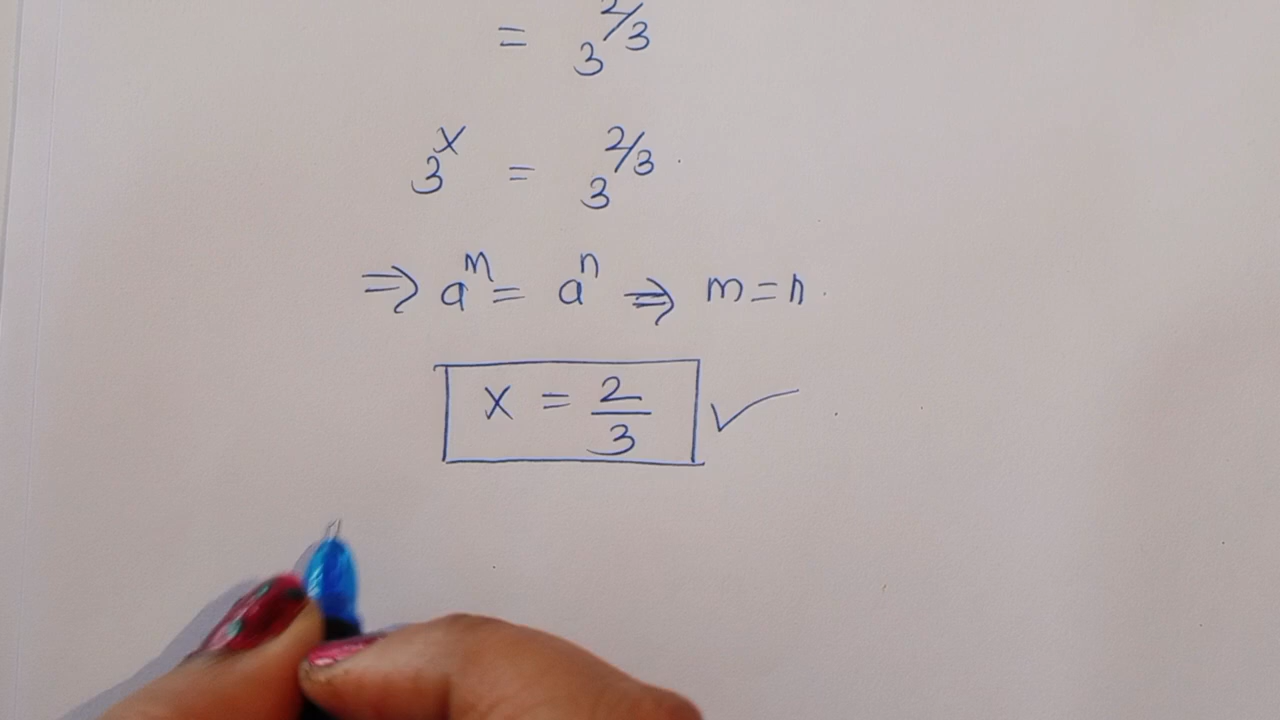 = 3^{2/3}
3^x = 3^{2/3}.
⇒ a^m = a^n ⇒ m = n.
x = 2/3 ✓